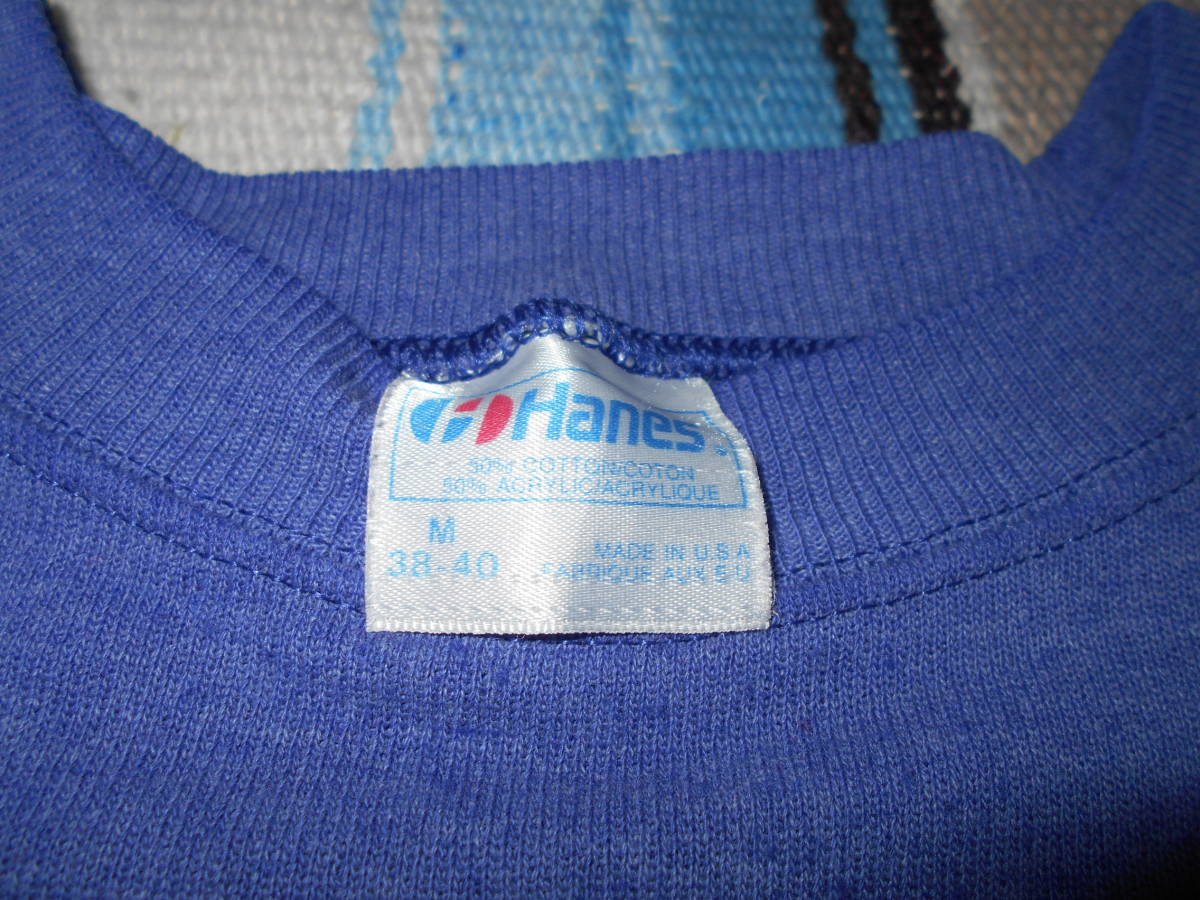 Hanes
50% COTTON/COTON
50% ACRYLIC/ACRYLIQUE
M
38-40
MADE IN U.S.A
FABRIQUE AUX E U